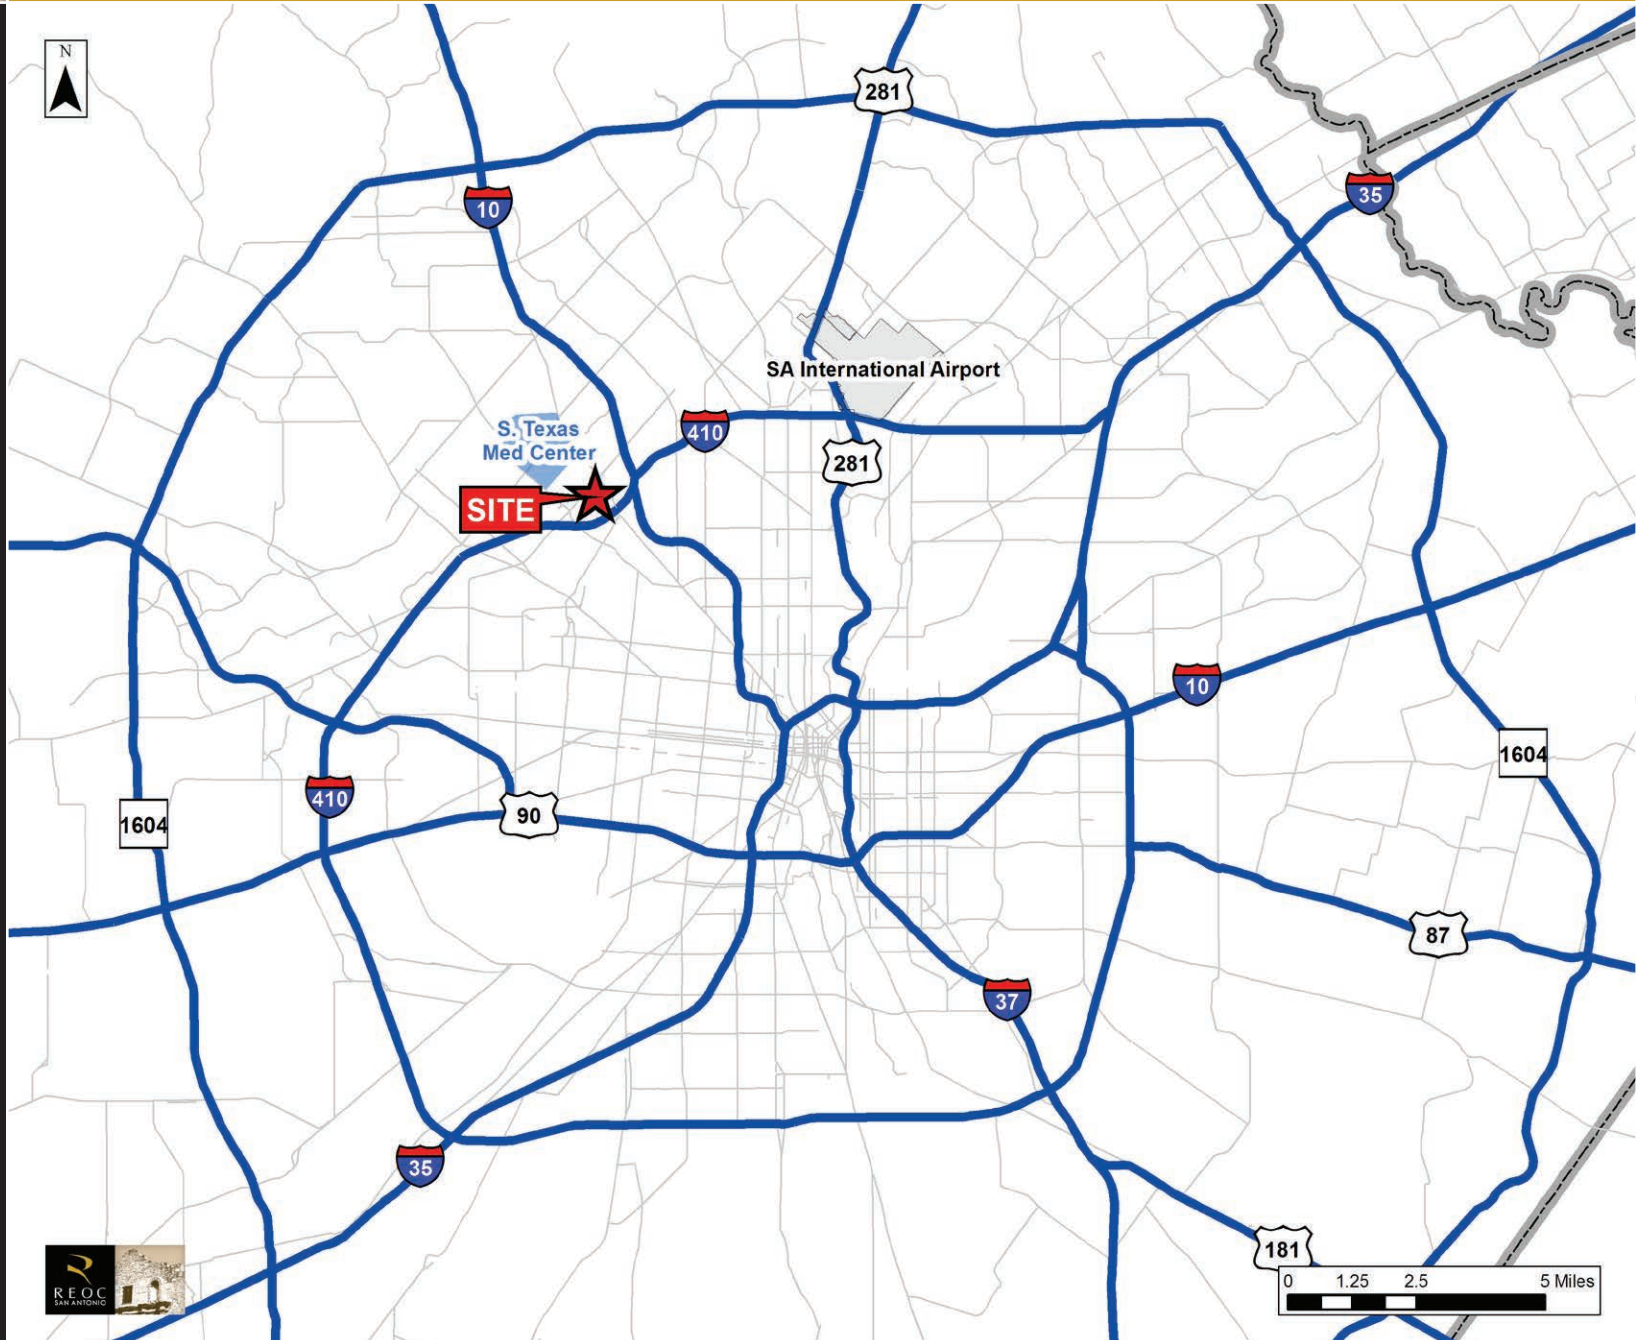 N
281
10
35
SA International Airport
S. Texas
Med Center
410
281
SITE
10
1604
410
1604
90
87
37
35
181
REOC
SAN ANTONIO
0 1.25 2.5 5 Miles